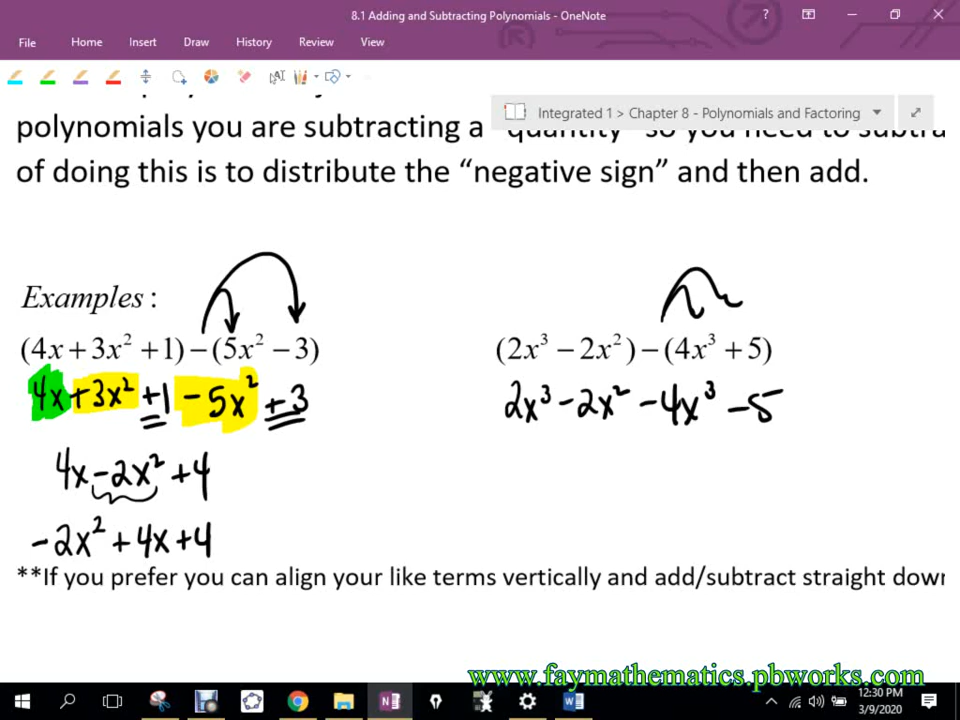 8.1 Adding and Subtracting Polynomials - OneNote
?
File Home Insert Draw History Review View
Integrated 1 > Chapter 8 - Polynomials and Factoring
polynomials you are subtracting a "quantity" so you need to subtra
of doing this is to distribute the “negative sign” and then add.
Examples :
(4x + 3x² + 1) − (5x² − 3) (2x³ − 2x²) − (4x³ + 5)
4x + 3x² + 1 − 5x² + 3 2x³ − 2x² − 4x³ − 5
4x − 2x² + 4
− 2x² + 4x + 4
**If you prefer you can align your like terms vertically and add/subtract straight down
www.faymathematics.pbworks.com
12:30 PM
3/9/2020